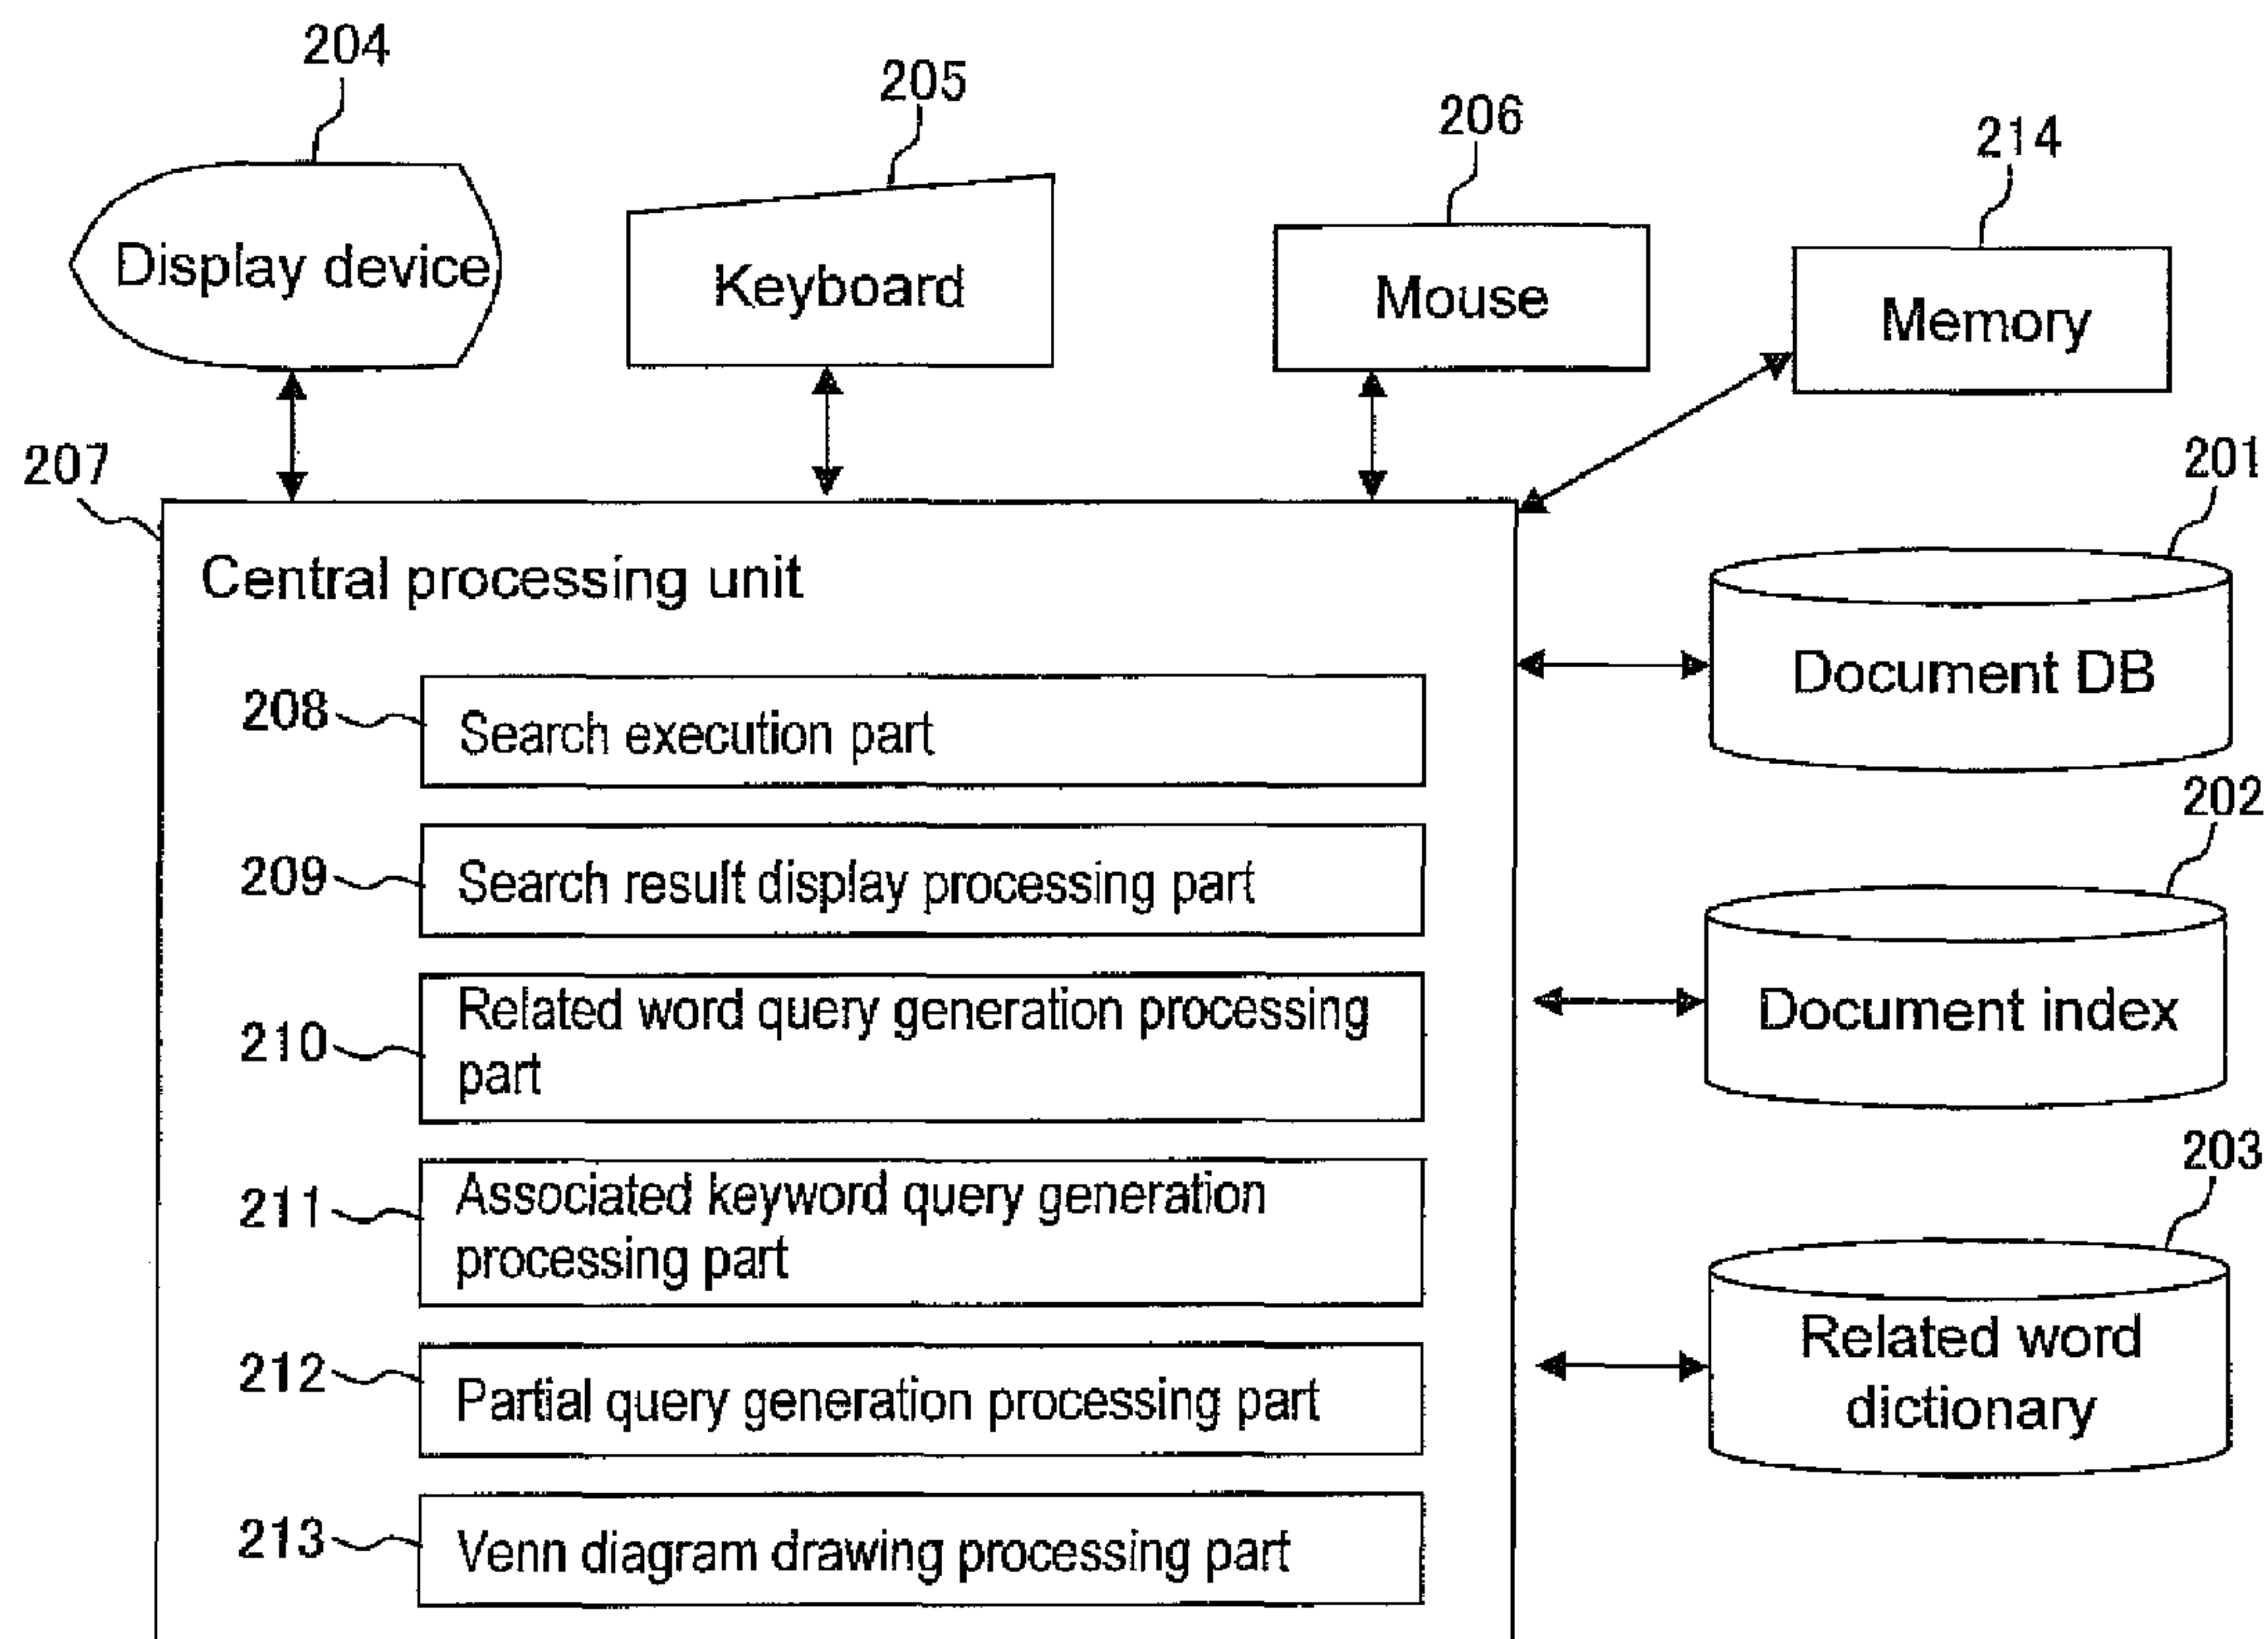 204
205
206
214
Display device
Keyboard
Mouse
Memory
207
201
Central processing unit
Document DB
208
Search execution part
202
209
Search result display processing part
Document index
210
Related word query generation processing
part
203
211
Associated keyword query generation
processing part
Related word
dictionary
212
Partial query generation processing part
213
Venn diagram drawing processing part